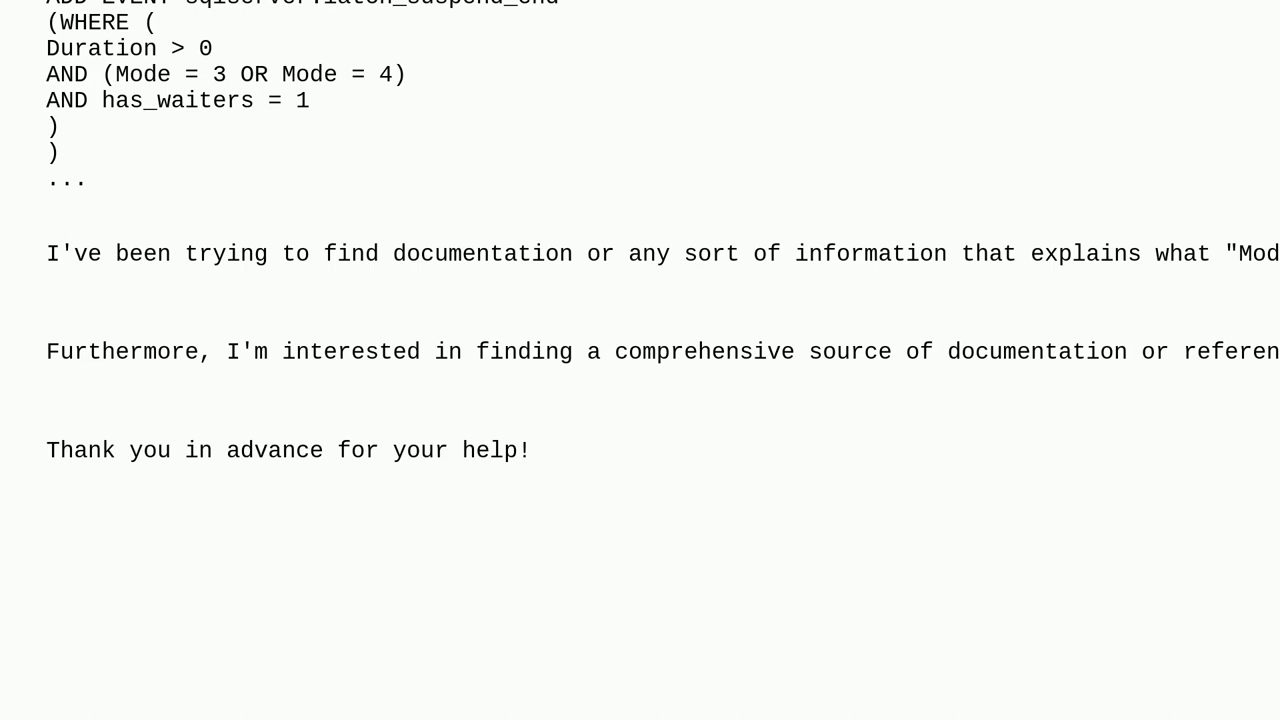 (WHERE (
Duration > 0
AND (Mode = 3 OR Mode = 4)
AND has_waiters = 1
)
)
...
I've been trying to find documentation or any sort of information that explains what "Mod
Furthermore, I'm interested in finding a comprehensive source of documentation or referen
Thank you in advance for your help!